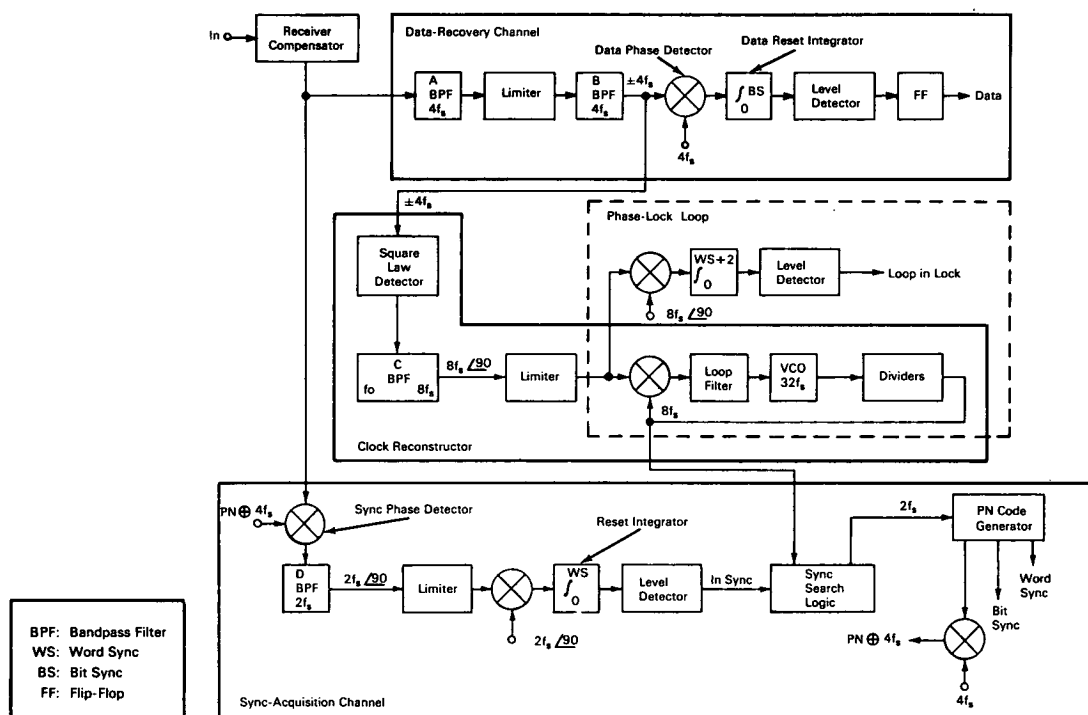 In
Receiver
Compensator
Data-Recovery Channel
Data Phase Detector
Data Reset Integrator
A
BPF
4fs
Limiter
B
BPF
4fs
±4fs
4fs
∫ BS
0
Level
Detector
FF
Data
±4fs
Square
Law
Detector
Phase-Lock Loop
WS+2
∫
0
Level
Detector
Loop in Lock
8fs ∠90
C
BPF
fo 8fs
8fs ∠90
Limiter
8fs
Loop
Filter
VCO
32fs
Dividers
Clock Reconstructor
PN ⊕ 4fs
Sync Phase Detector
Reset Integrator
D
BPF
2fs
2fs ∠90
Limiter
2fs ∠90
WS
∫
0
Level
Detector
In Sync
Sync
Search
Logic
2fs
PN Code
Generator
Word
Sync
Bit
Sync
PN ⊕ 4fs
4fs
Sync-Acquisition Channel
BPF: Bandpass Filter
WS: Word Sync
BS: Bit Sync
FF: Flip-Flop